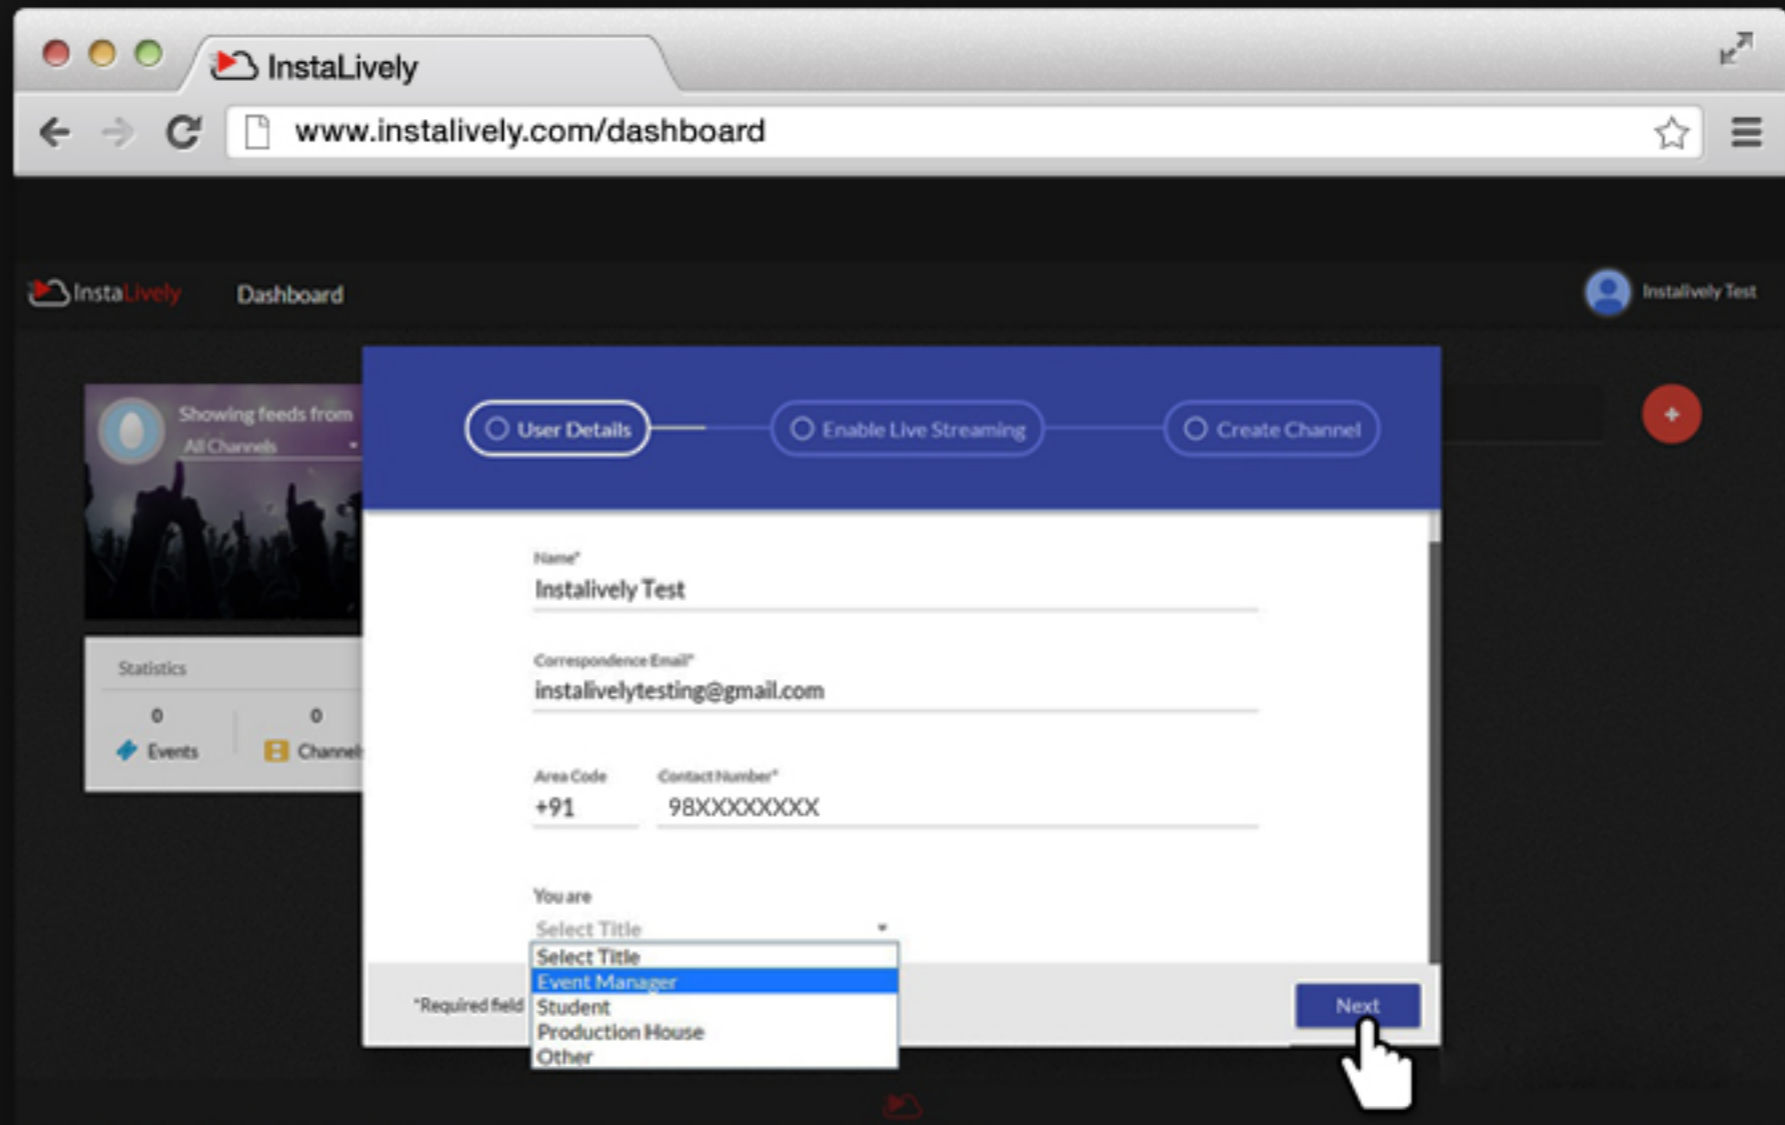 InstaLively
www.instalively.com/dashboard
InstaLively Dashboard Instalively Test
Showing feeds from
All Channels
User Details Enable Live Streaming Create Channel
Name*
Instalively Test
Correspondence Email*
instalivelytesting@gmail.com
Statistics
0 0
Events Channel
Area Code Contact Number*
+91 98XXXXXXXX
You are
Select Title
Select Title
Event Manager
Student
Production House
Other
*Required field
Next